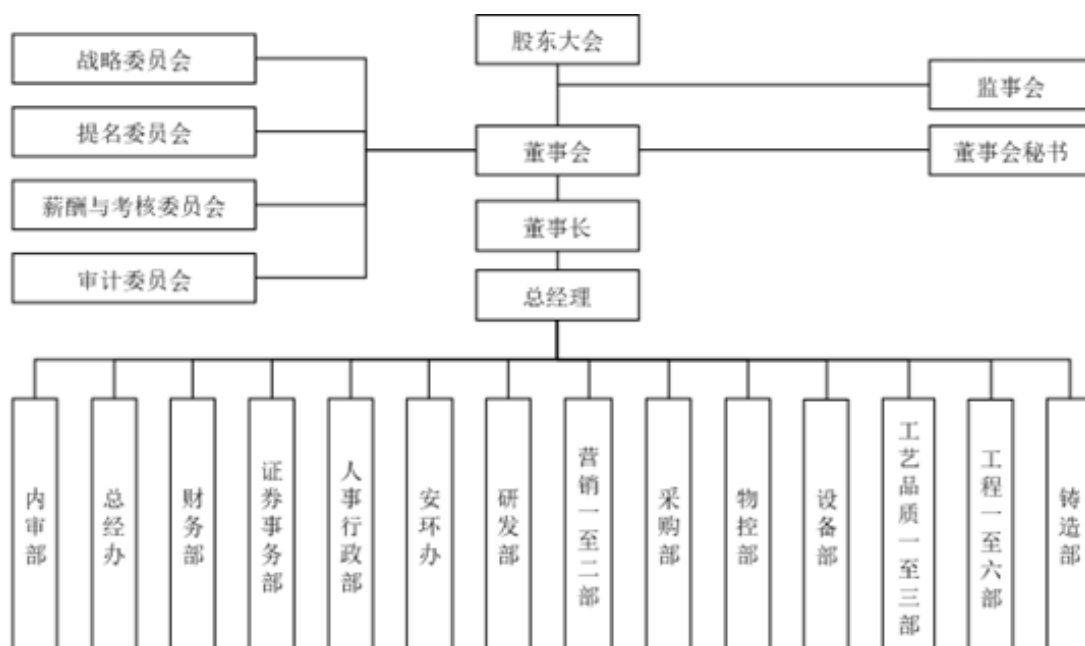 股东大会
战略委员会
监事会
提名委员会
董事会
董事会秘书
薪酬与考核委员会
董事长
审计委员会
总经理
内审部
总经办
财务部
证券事务部
人事行政部
安环办
研发部
营销一至二部
采购部
物控部
设备部
工艺品质一至三部
工程一至六部
铸造部